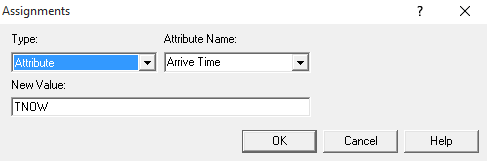 Assignments ?
Type: Attribute Name:
Attribute Arrive Time
New Value:
TNOW
OK Cancel Help